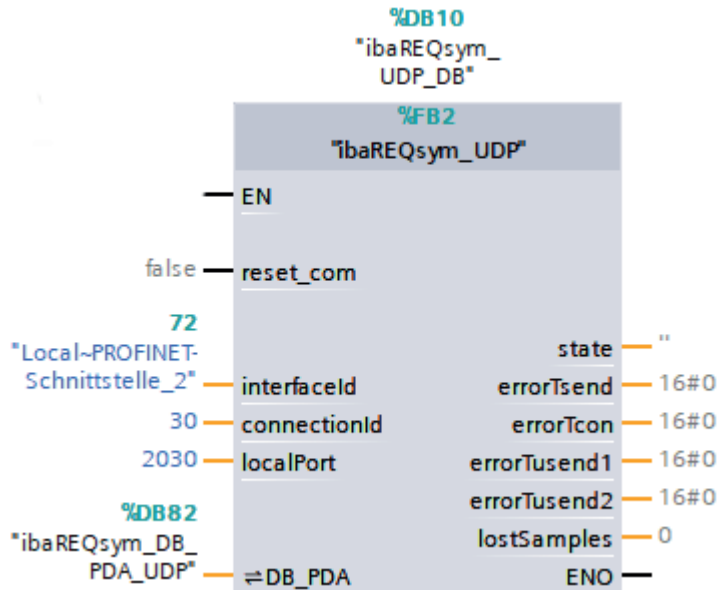 %DB10
"ibaREQsym_
UDP_DB"
%FB2
"ibaREQsym_UDP"
EN
false reset_com
72
"Local~PROFINET-
Schnittstelle_2" interfaceId
state ''
errorTsend 16#0
30 connectionId errorTcon 16#0
2030 localPort errorTusend1 16#0
errorTusend2 16#0
%DB82
"ibaREQsym_DB_
PDA_UDP" ⇌DB_PDA
lostSamples 0
ENO